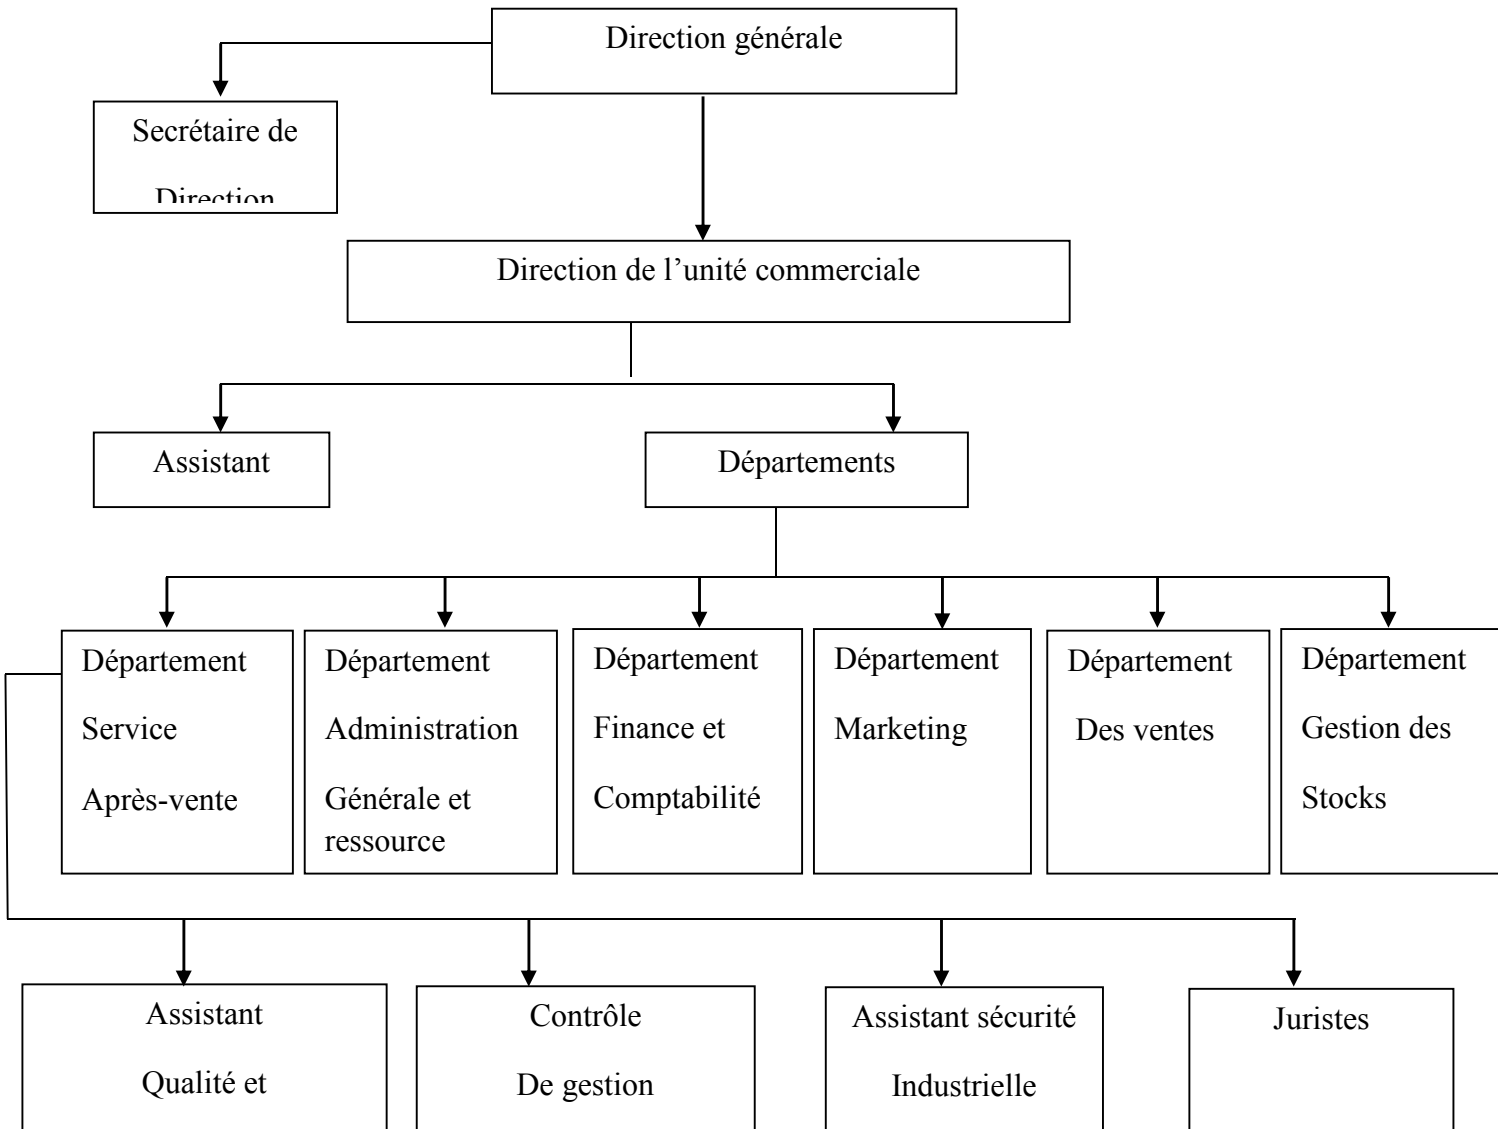 Direction générale
Secrétaire de
Direction
Direction de l’unité commerciale
Assistant
Départements
Département
Service
Après-vente
Département
Administration
Générale et
ressource
Département
Finance et
Comptabilité
Département
Marketing
Département
Des ventes
Département
Gestion des
Stocks
Assistant
Qualité et
Contrôle
De gestion
Assistant sécurité
Industrielle
Juristes